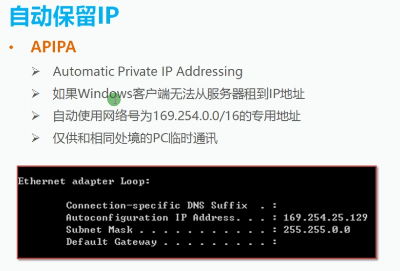 自动保留IP
• APIPA
➢ Automatic Private IP Addressing
➢ 如果Windows客户端无法从服务器租到IP地址
➢ 自动使用网络号为169.254.0.0/16的专用地址
➢ 仅供和相同处境的PC临时通讯
Ethernet adapter Loop:
Connection-specific DNS Suffix . :
Autoconfiguration IP Address. . . : 169.254.25.129
Subnet Mask . . . . . . . . . . . : 255.255.0.0
Default Gateway . . . . . . . . . :